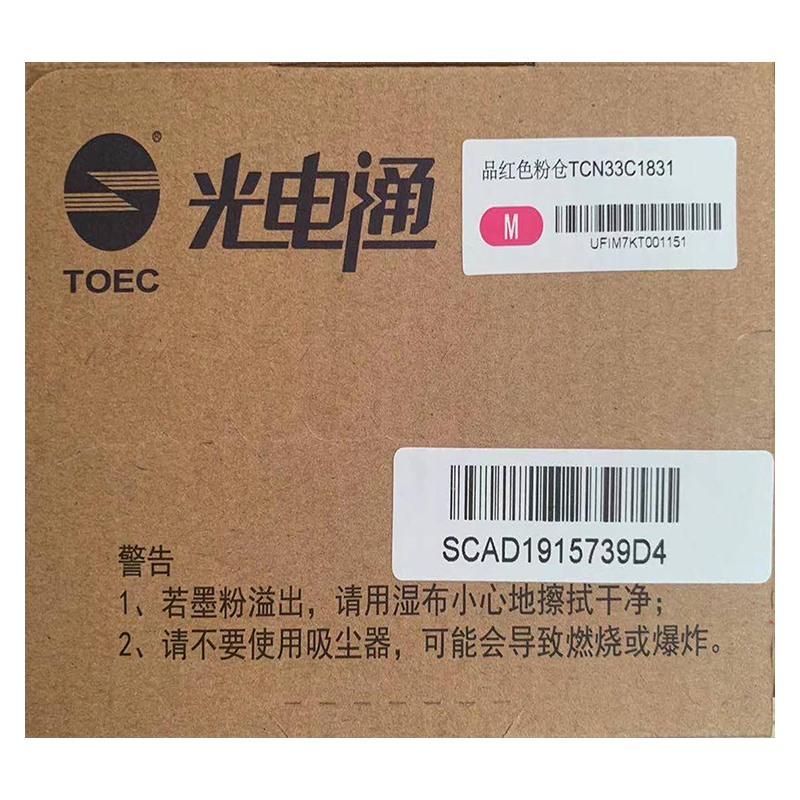 TOEC
®
光电通
品红色粉仓TCN33C1831
M
UFIM7KT001151
SCAD1915739D4
警告
1、若墨粉溢出，请用湿布小心地擦拭干净；
2、请不要使用吸尘器，可能会导致燃烧或爆炸。